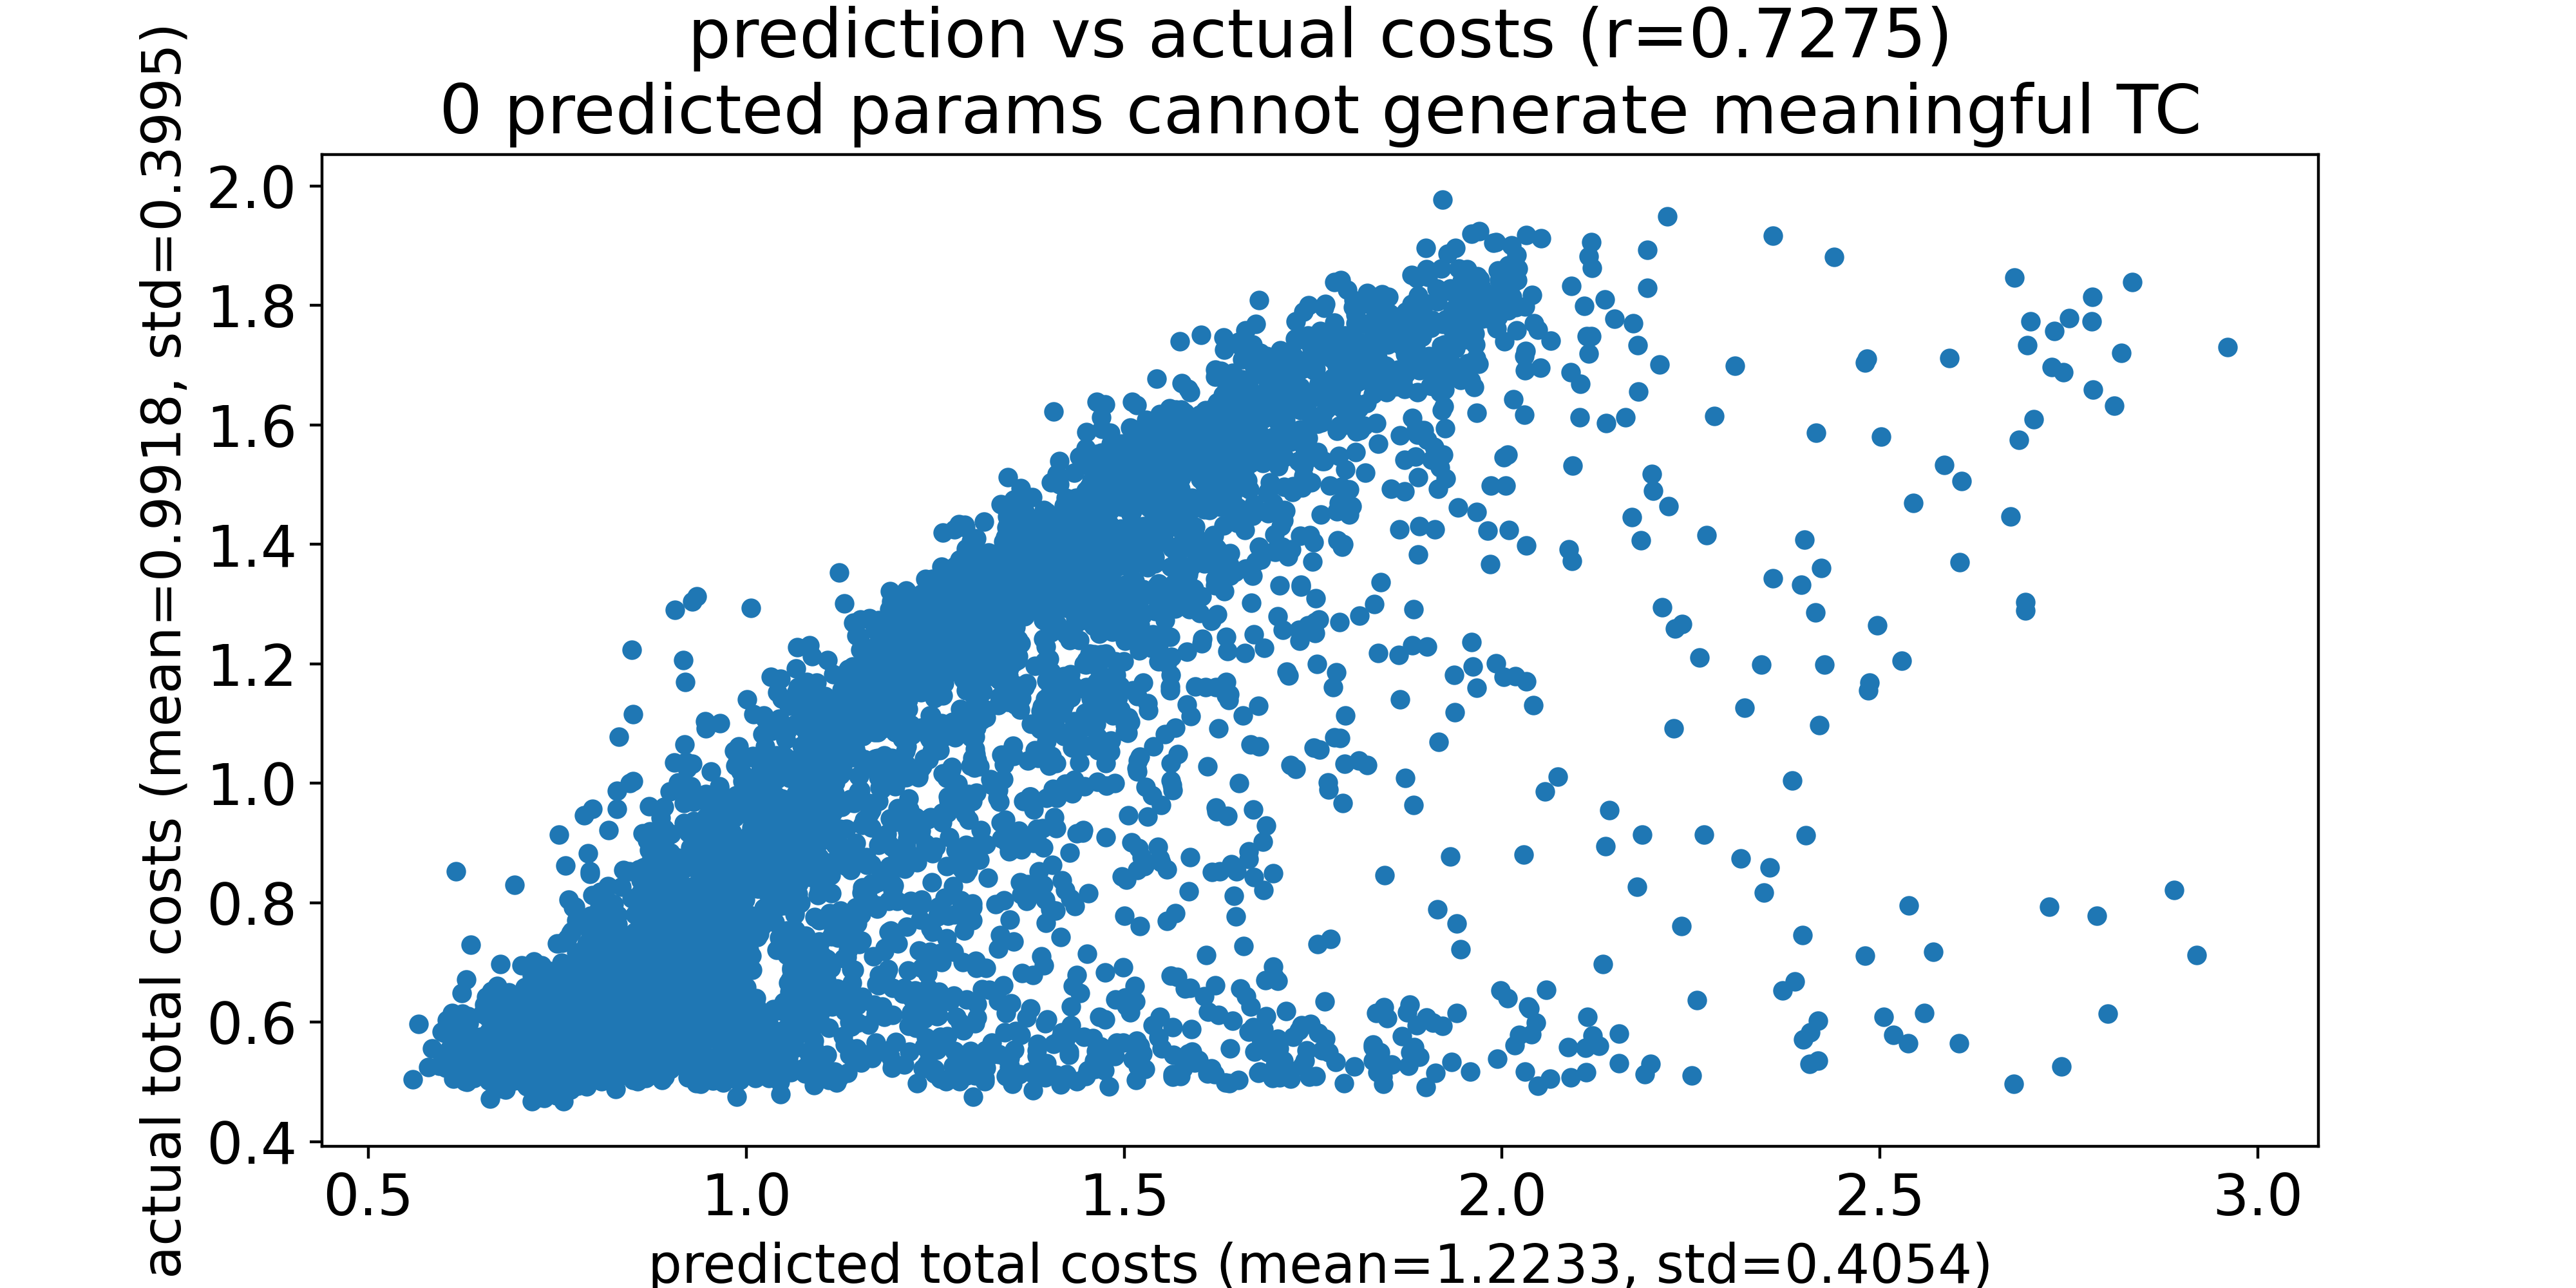 prediction vs actual costs (r=0.7275)
0 predicted params cannot generate meaningful TC
actual total costs (mean=0.9918, std=0.3995)
2.0
1.8
1.6
1.4
1.2
1.0
0.8
0.6
0.4
0.5 1.0 1.5 2.0 2.5 3.0
predicted total costs (mean=1.2233, std=0.4054)